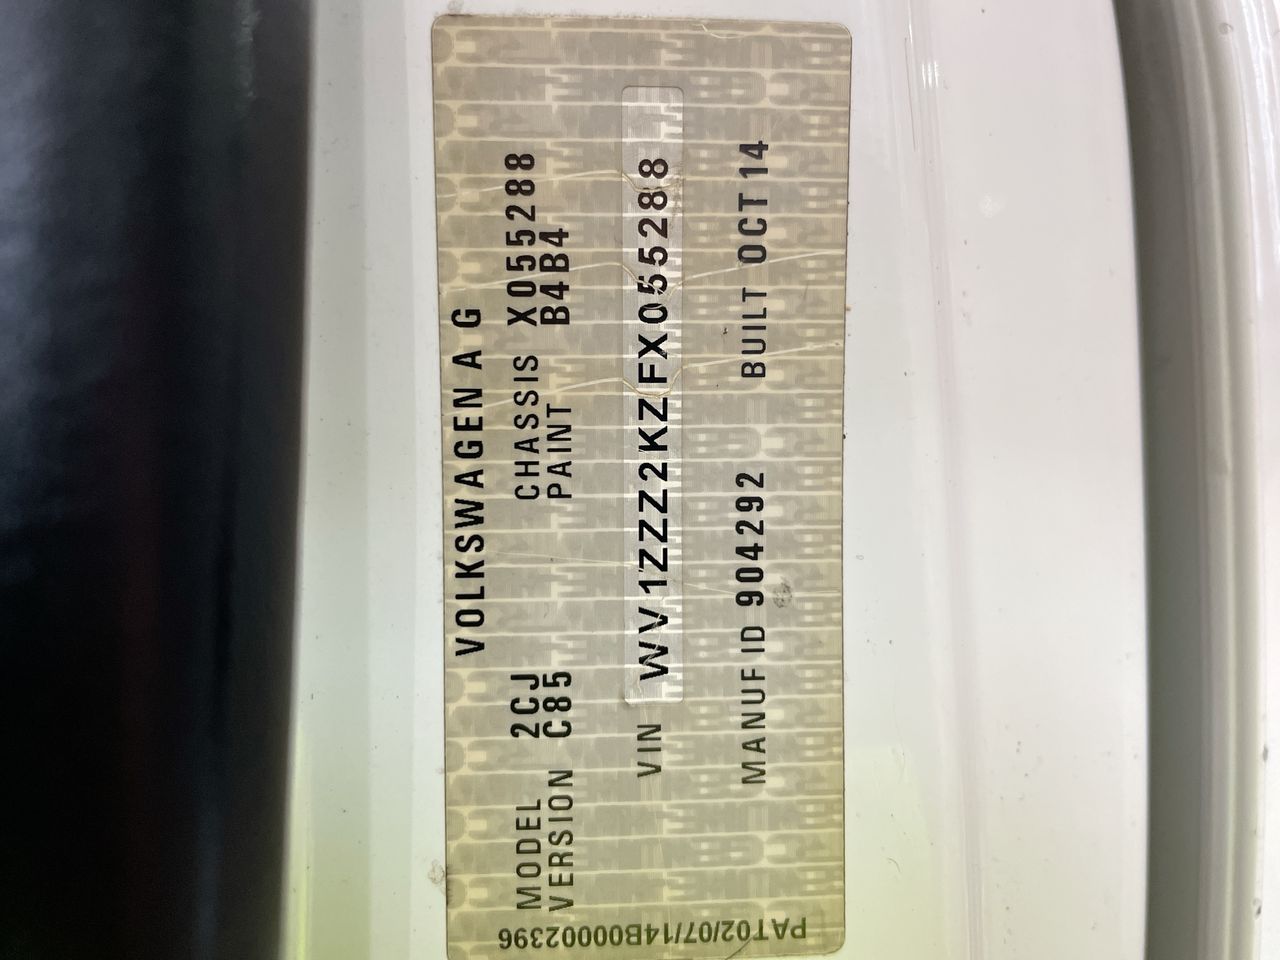 VOLKSWAGEN A G
MODEL 2CJ CHASSIS X055288
VERSION C85 PAINT B4B4
VIN WV1ZZZ2KZFX055288
MANUF ID 904292 BUILT OCT 14
PAT02/07/14B00002396